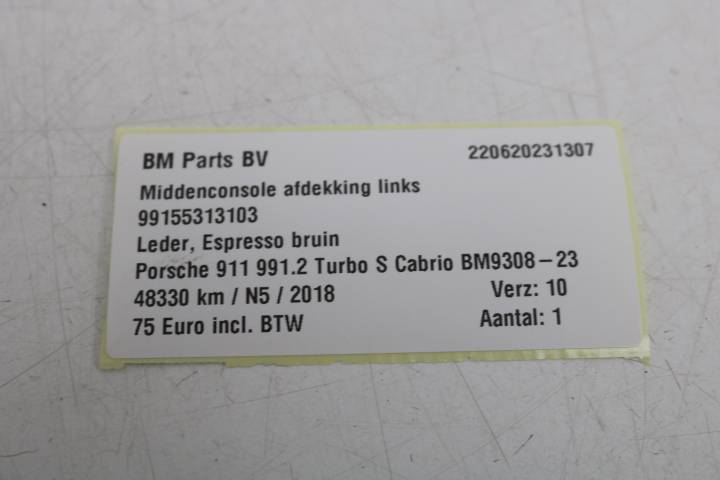 BM Parts BV 220620231307
Middenconsole afdekking links
99155313103
Leder, Espresso bruin
Porsche 911 991.2 Turbo S Cabrio BM9308-23
48330 km / N5 / 2018 Verz: 10
75 Euro incl. BTW Aantal: 1